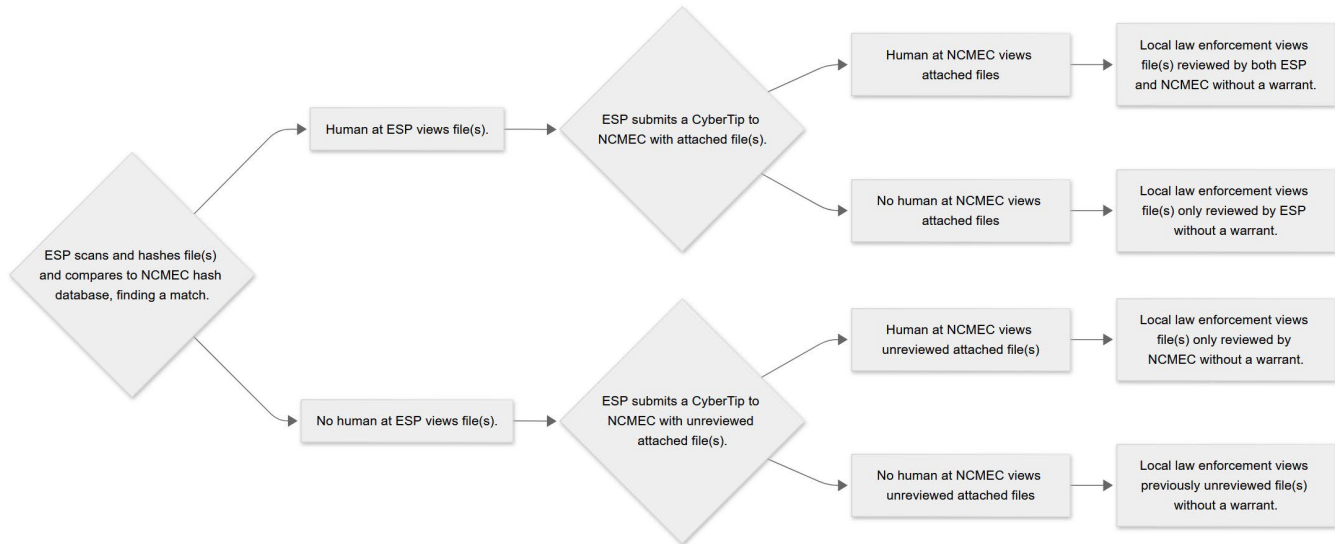 ESP scans and hashes file(s)
and compares to NCMEC hash
database, finding a match.
Human at ESP views file(s).
ESP submits a CyberTip to
NCMEC with attached file(s).
Human at NCMEC views
attached files
Local law enforcement views
file(s) reviewed by both ESP
and NCMEC without a warrant.
No human at NCMEC views
attached files
Local law enforcement views
file(s) only reviewed by ESP
without a warrant.
No human at ESP views file(s).
ESP submits a CyberTip to
NCMEC with unreviewed
attached file(s).
Human at NCMEC views
unreviewed attached file(s)
Local law enforcement views
file(s) only reviewed by
NCMEC without a warrant.
No human at NCMEC views
unreviewed attached files
Local law enforcement views
previously unreviewed file(s)
without a warrant.